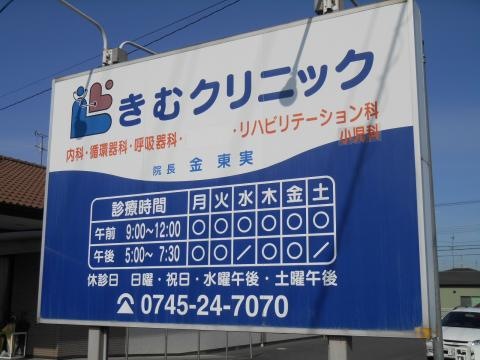 きむクリニック
内科・循環器科・呼吸器科・　・リハビリテーション科
小児科
院長 金 東 実
診療時間 月 火 水 木 金 土
午前 9:00〜12:00 ○ ○ ○ ○ ○ ○
午後 5:00〜 7:30 ○ ○ / ○ ○ /
休診日 日曜・祝日・水曜午後・土曜午後
☎ 0745-24-7070